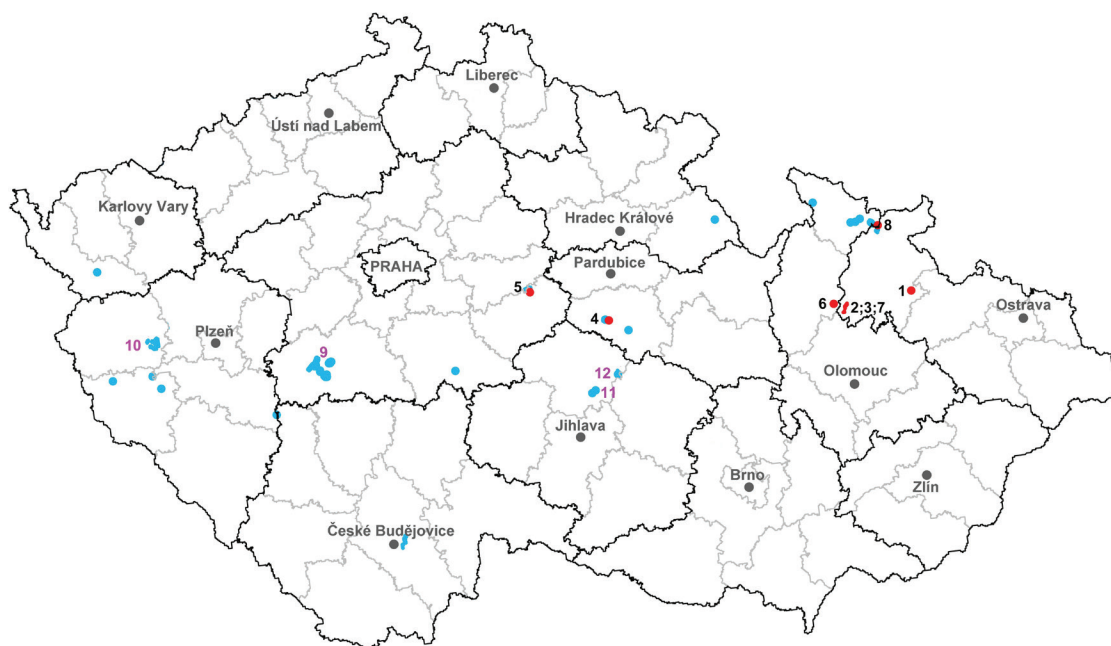 Liberec
Ústí nad Labem
Karlovy Vary
Hradec Králové
8
PRAHA
Pardubice
5
1
6
2;3;7
Ostrava
4
Plzeň
10
9
12
11
Olomouc
Jihlava
Brno
Zlín
České Budějovice